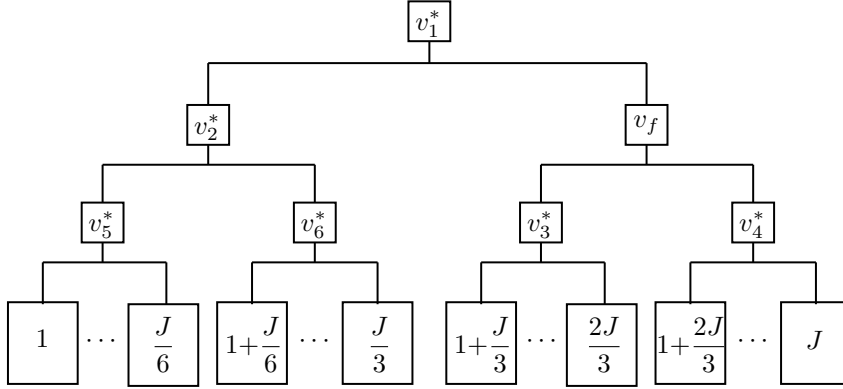 v_1^*
v_2^* v_f
v_5^* v_6^* v_3^* v_4^*
1 ⋯ J/6 1+J/6 ⋯ J/3 1+J/3 ⋯ 2J/3 1+2J/3 ⋯ J